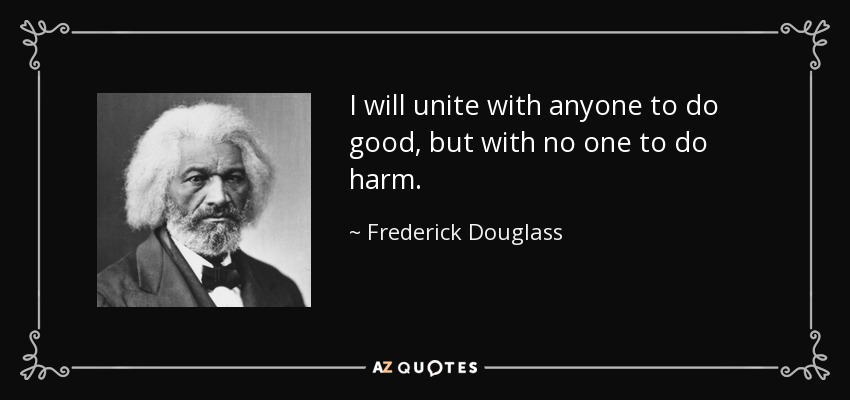 I will unite with anyone to do
good, but with no one to do
harm.
~ Frederick Douglass
AZ QUOTES